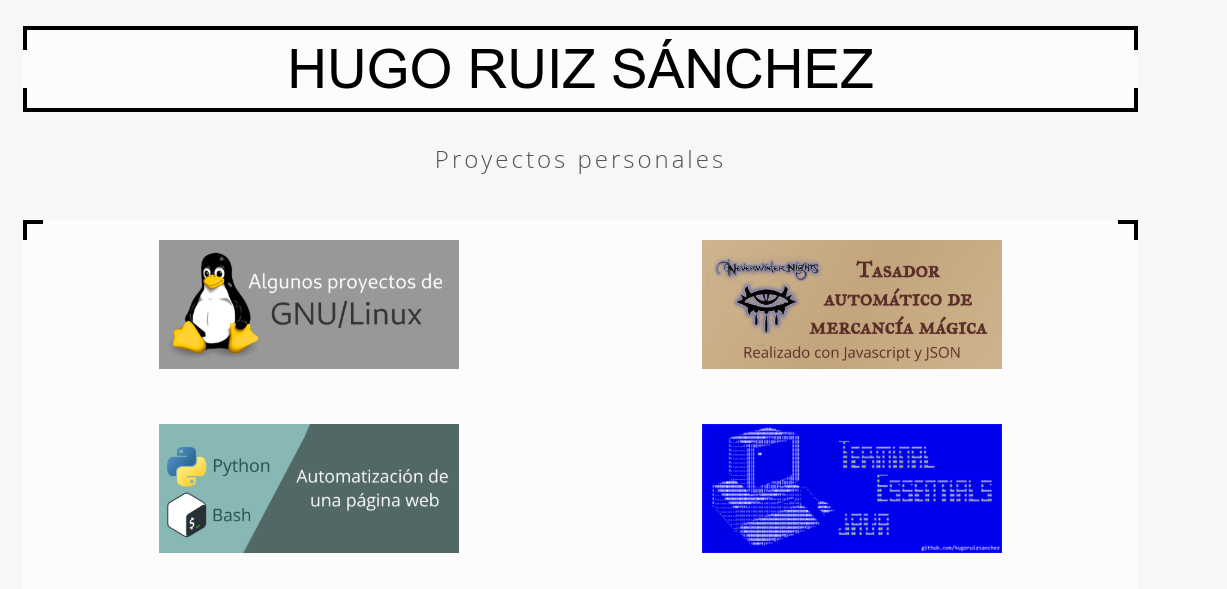 HUGO RUIZ SÁNCHEZ
Proyectos personales
Algunos proyectos de
GNU/Linux
NeverWinter Nights
Tasador
automático de
mercancía mágica
Realizado con Javascript y JSON
Python
Bash
$_
Automatización de
una página web
TERMINAL
ESSENTIALS
JAVA
github.com/hugoruizsanchez